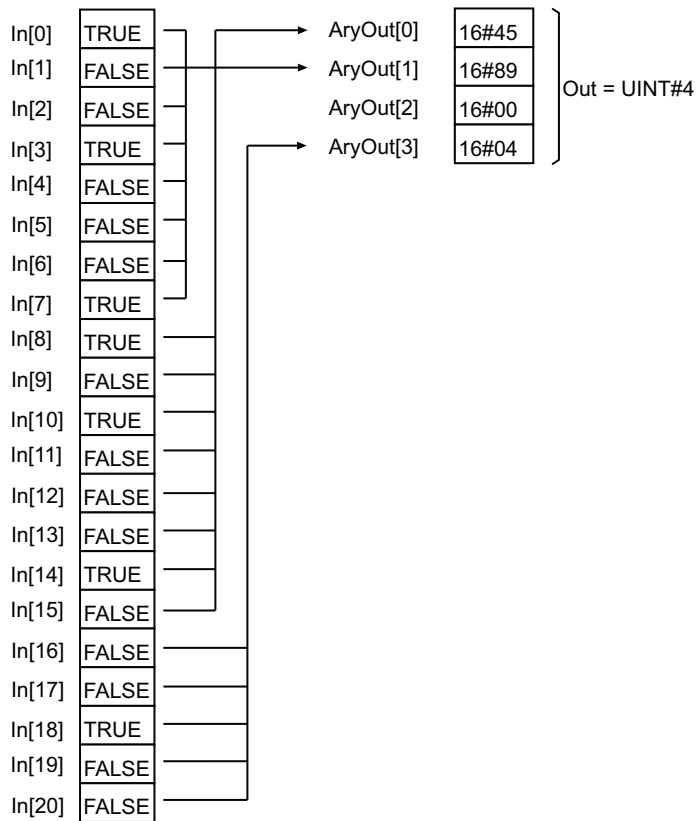 In[0] TRUE AryOut[0] 16#45
In[1] FALSE AryOut[1] 16#89
Out = UINT#4
In[2] FALSE AryOut[2] 16#00
In[3] TRUE AryOut[3] 16#04
In[4] FALSE
In[5] FALSE
In[6] FALSE
In[7] TRUE
In[8] TRUE
In[9] FALSE
In[10] TRUE
In[11] FALSE
In[12] FALSE
In[13] FALSE
In[14] TRUE
In[15] FALSE
In[16] FALSE
In[17] FALSE
In[18] TRUE
In[19] FALSE
In[20] FALSE